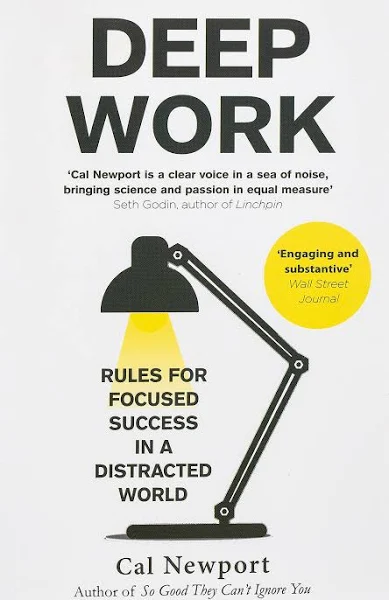 DEEP
WORK
‘Cal Newport is a clear voice in a sea of noise,
bringing science and passion in equal measure’
Seth Godin, author of Linchpin
‘Engaging and
substantive’
Wall Street
Journal
RULES FOR
FOCUSED
SUCCESS
IN A
DISTRACTED
WORLD
Cal Newport
Author of So Good They Can’t Ignore You